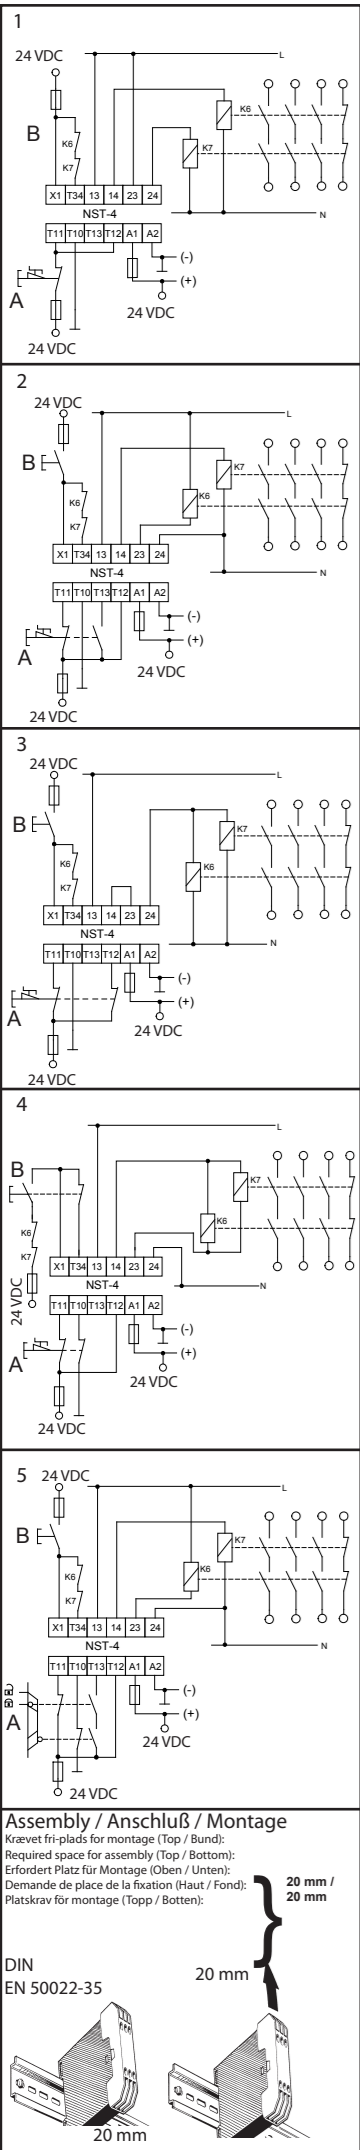 1
24 VDC
L
B
K6
K6
K7
K7
X1 T34 13 14 23 24
N
NST-4
T11 T10 T13 T12 A1 A2
(-)
(+)
A
24 VDC
24 VDC
2
24 VDC
L
B
K7
K6
K6
K7
X1 T34 13 14 23 24
NST-4
N
T11 T10 T13 T12 A1 A2
(-)
(+)
A
24 VDC
24 VDC
3
24 VDC
L
B
K7
K6
K6
K7
X1 T34 13 14 23 24
NST-4
N
T11 T10 T13 T12 A1 A2
(-)
(+)
A
24 VDC
24 VDC
4
L
B
K7
K6
K6
K7
X1 T34 13 14 23 24
24 VDC
NST-4
N
T11 T10 T13 T12 A1 A2
(-)
(+)
A
24 VDC
24 VDC
5
24 VDC
L
B
K7
K6
K6
K7
X1 T34 13 14 23 24
NST-4
N
T11 T10 T13 T12 A1 A2
(-)
(+)
A
24 VDC
24 VDC
Assembly / Anschluß / Montage
Krævet fri-plads for montage (Top / Bund):
Required space for assembly (Top / Bottom):
Erfordert Platz für Montage (Oben / Unten):
Demande de place de la fixation (Haut / Fond):
Platskrav för montage (Topp / Botten):
20 mm /
20 mm
DIN
EN 50022-35
20 mm
20 mm